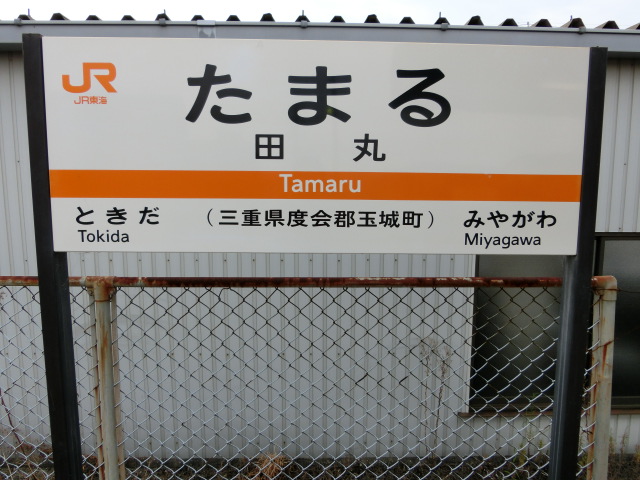 JR
JR東海
たまる
田丸
Tamaru
ときだ (三重県度会郡玉城町) みやがわ
Tokida Miyagawa